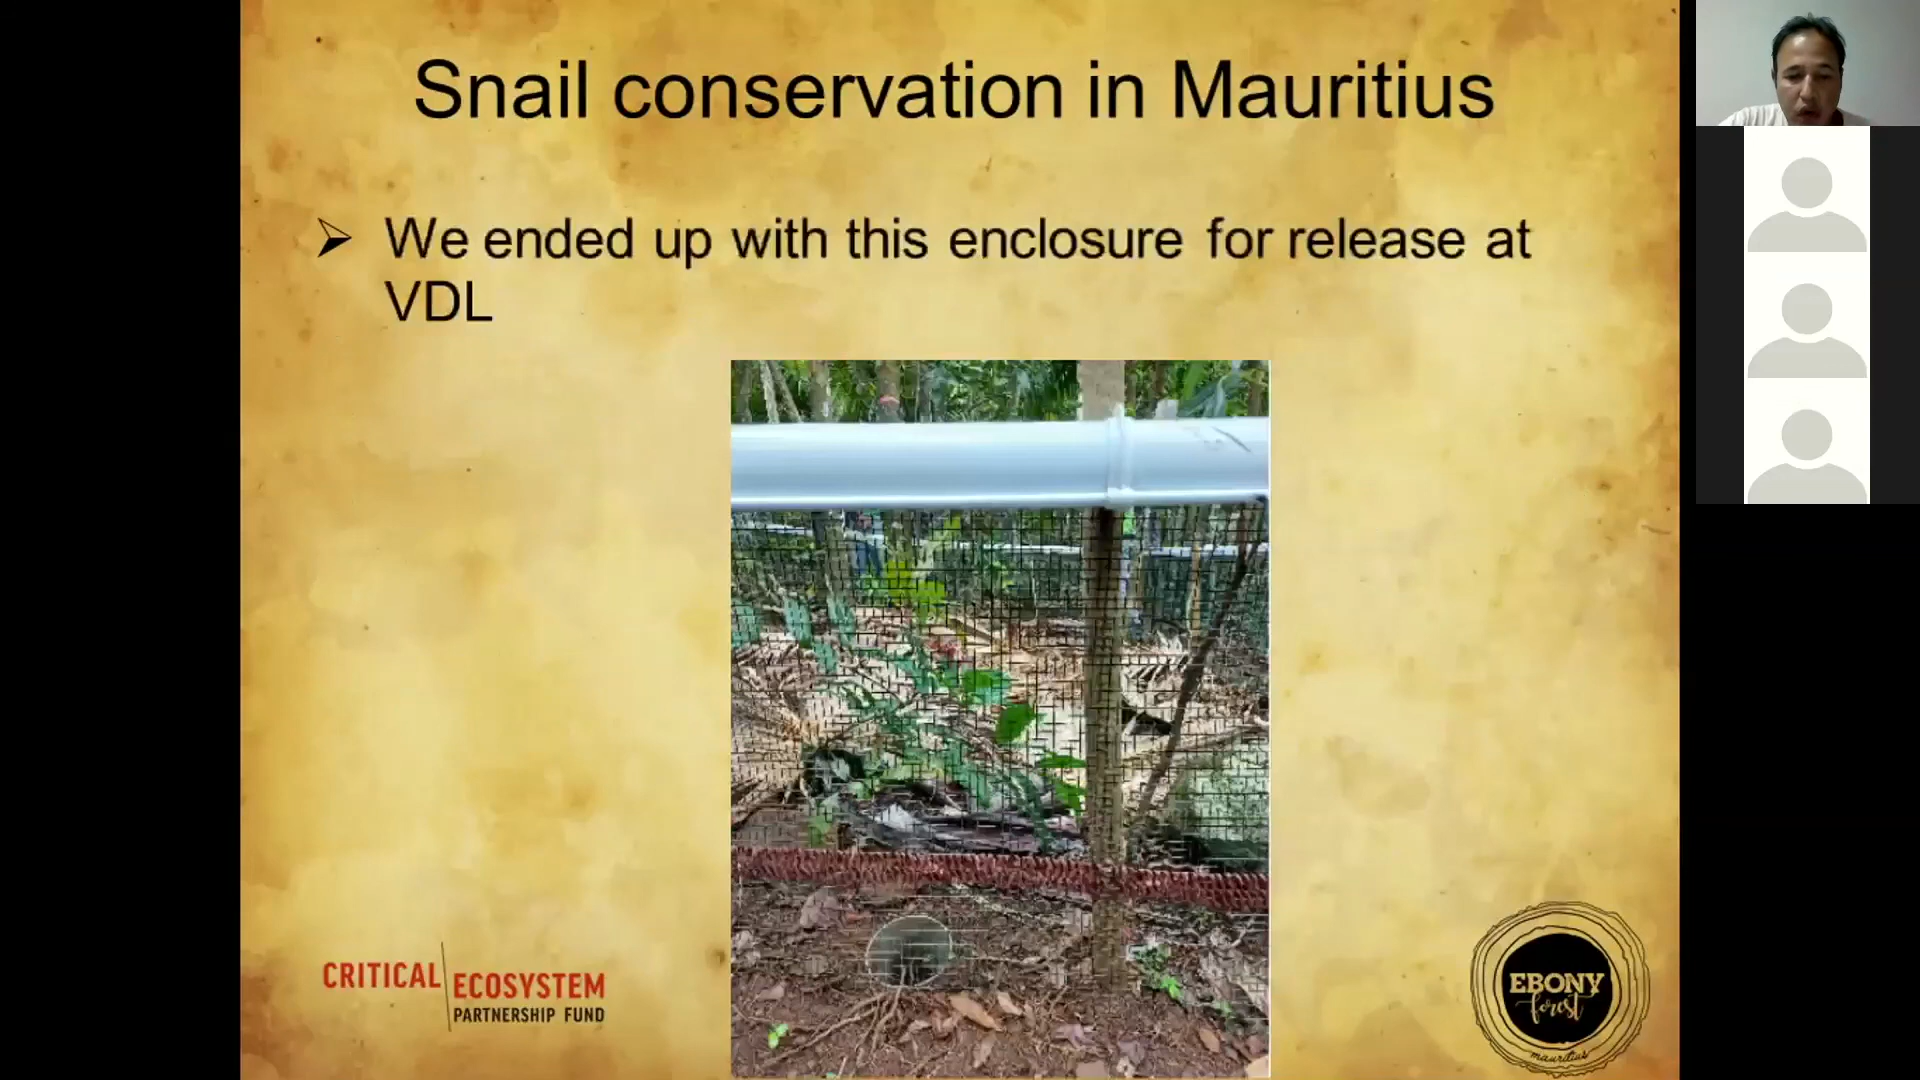 Snail conservation in Mauritius
We ended up with this enclosure for release at
VDL
CRITICAL ECOSYSTEM
PARTNERSHIP FUND
EBONY
forest
mauritius